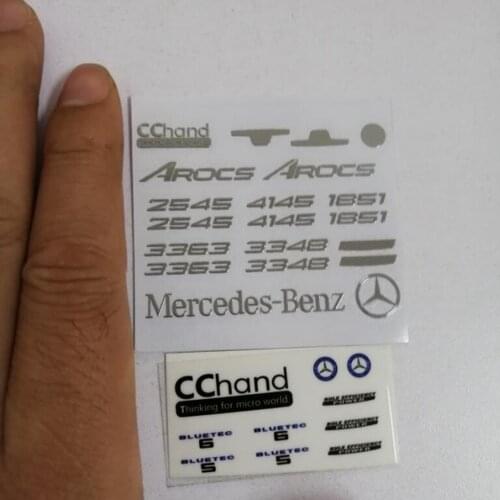 CChand
AROCS AROCS
2545 4145 1851
2545 4145 1851
3363 3348
3363 3348
Mercedes-Benz
CChand
Thinking for micro world.
BLUETEC 6 BLUETEC 6
BLUETEC 5 BLUETEC 5